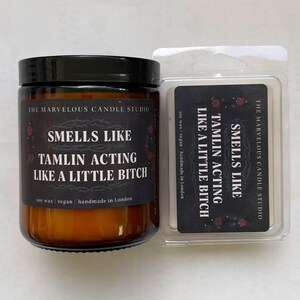 THE MARVELOUS CANDLE STUDIO
SMELLS LIKE
TAMLIN ACTING
LIKE A LITTLE BITCH
soy wax | vegan | handmade in London
THE MARVELOUS CANDLE STUDIO
SMELLS LIKE
TAMLIN ACTING
LIKE A LITTLE BITCH
soy wax | vegan | handmade in London